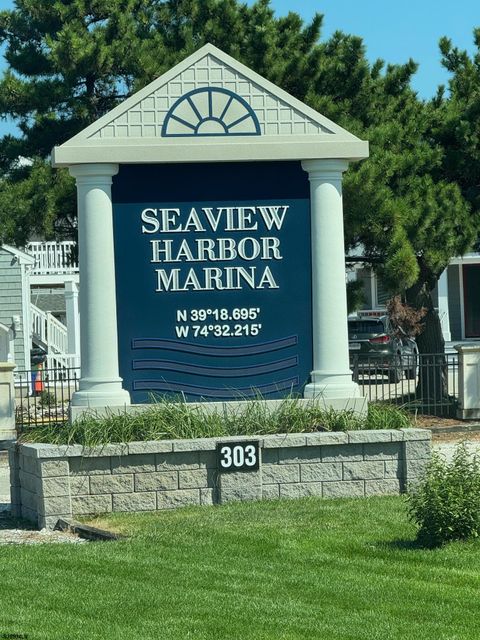 SEAVIEW
HARBOR
MARINA
N 39°18.695'
W 74°32.215'
303